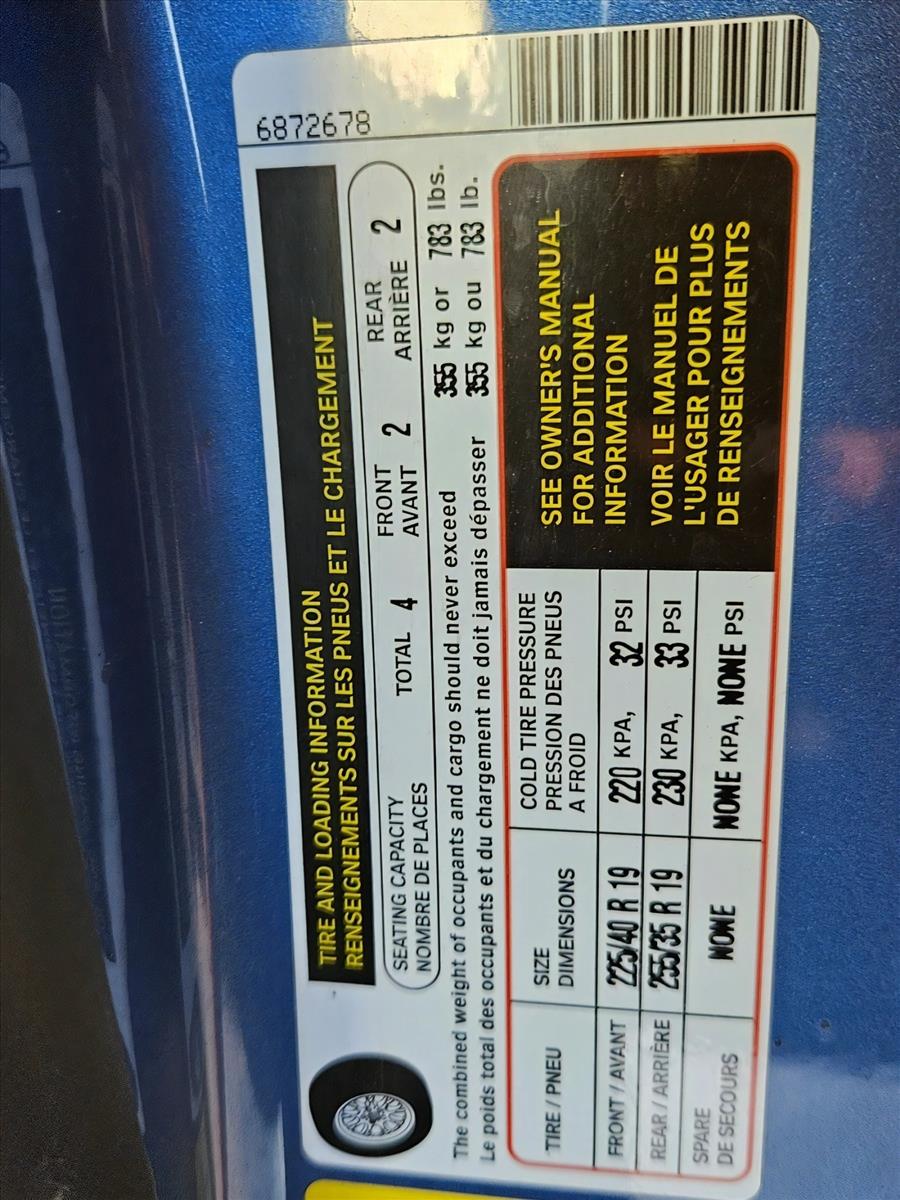 6872678
TIRE AND LOADING INFORMATION
RENSEIGNEMENTS SUR LES PNEUS ET LE CHARGEMENT
SEATING CAPACITY
NOMBRE DE PLACES
TOTAL 4
FRONT
AVANT 2
REAR
ARRIÈRE 2
The combined weight of occupants and cargo should never exceed 355 kg or 783 lbs.
Le poids total des occupants et du chargement ne doit jamais dépasser 355 kg ou 783 lb.
TIRE / PNEU
SIZE
DIMENSIONS
COLD TIRE PRESSURE
PRESSION DES PNEUS
A FROID
FRONT / AVANT 225/40 R 19 220 KPA, 32 PSI
REAR / ARRIÈRE 255/35 R 19 230 KPA, 33 PSI
SPARE
DE SECOURS
NONE NONE KPA, NONE PSI
SEE OWNER'S MANUAL
FOR ADDITIONAL
INFORMATION
VOIR LE MANUEL DE
L'USAGER POUR PLUS
DE RENSEIGNEMENTS